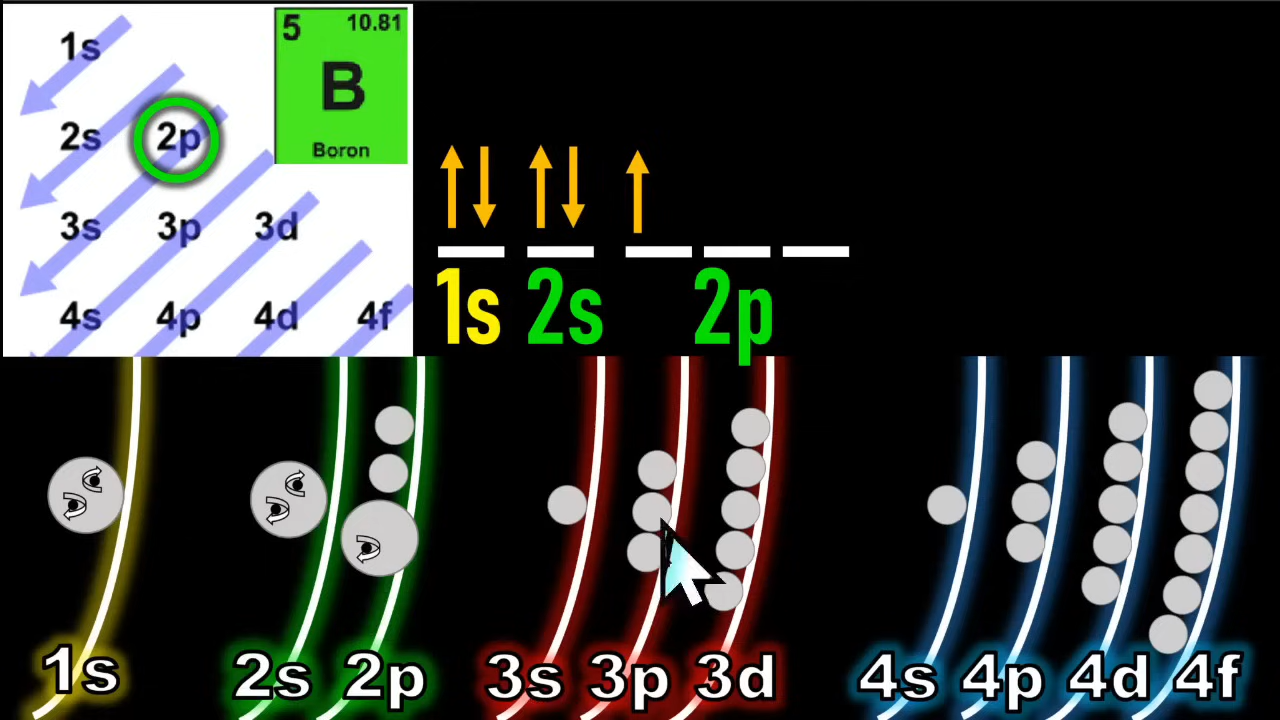 1s
2s 2p
3s 3p 3d
4s 4p 4d 4f
5 10.81
B
Boron
1s 2s 2p
1s 2s 2p 3s 3p 3d 4s 4p 4d 4f